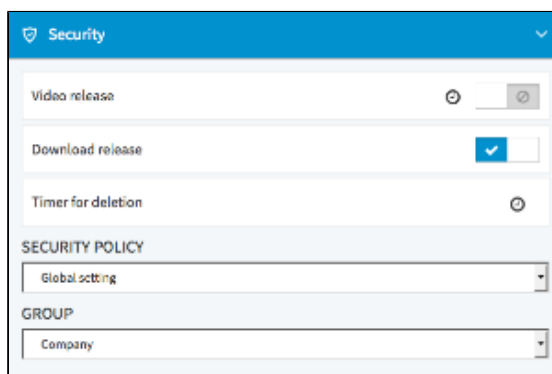 Security
Video release
Download release
Timer for deletion
SECURITY POLICY
Global setting
GROUP
Company